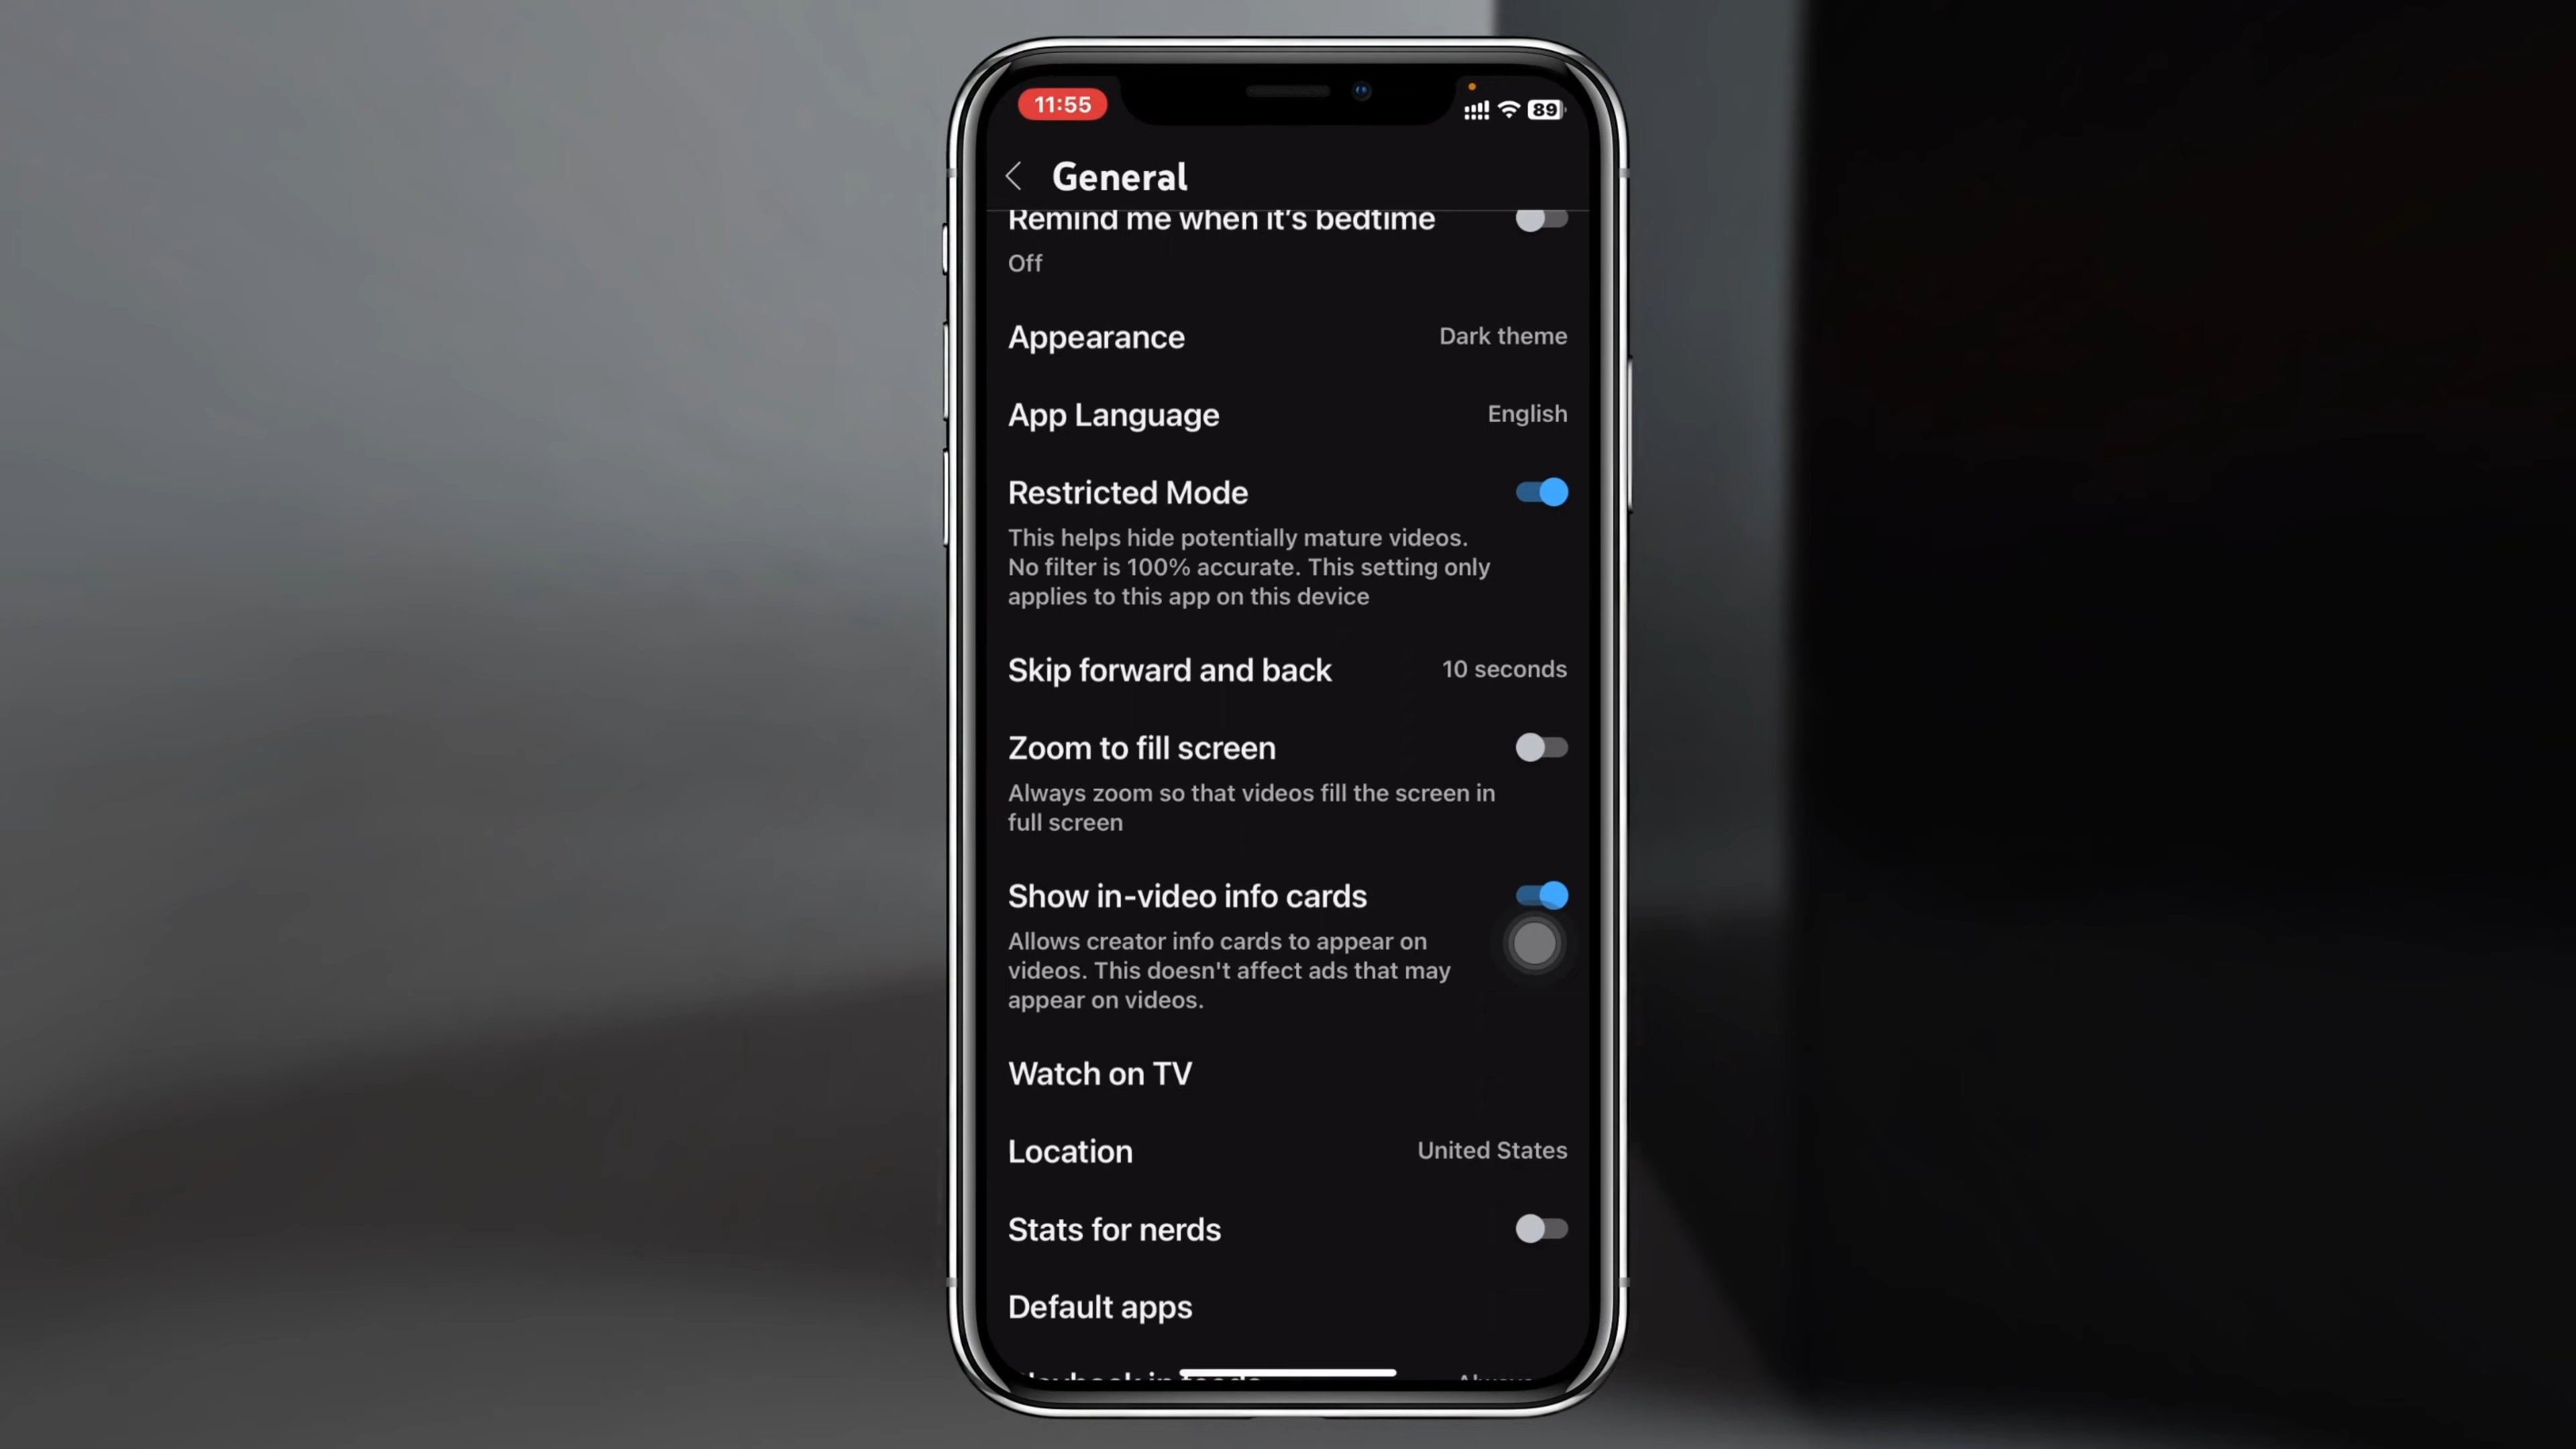 11:55
89
General
Remind me when it's bedtime
Off
Appearance
Dark theme
App Language
English
Restricted Mode
This helps hide potentially mature videos.
No filter is 100% accurate. This setting only
applies to this app on this device
Skip forward and back
10 seconds
Zoom to fill screen
Always zoom so that videos fill the screen in
full screen
Show in-video info cards
Allows creator info cards to appear on
videos. This doesn't affect ads that may
appear on videos.
Watch on TV
Location
United States
Stats for nerds
Default apps